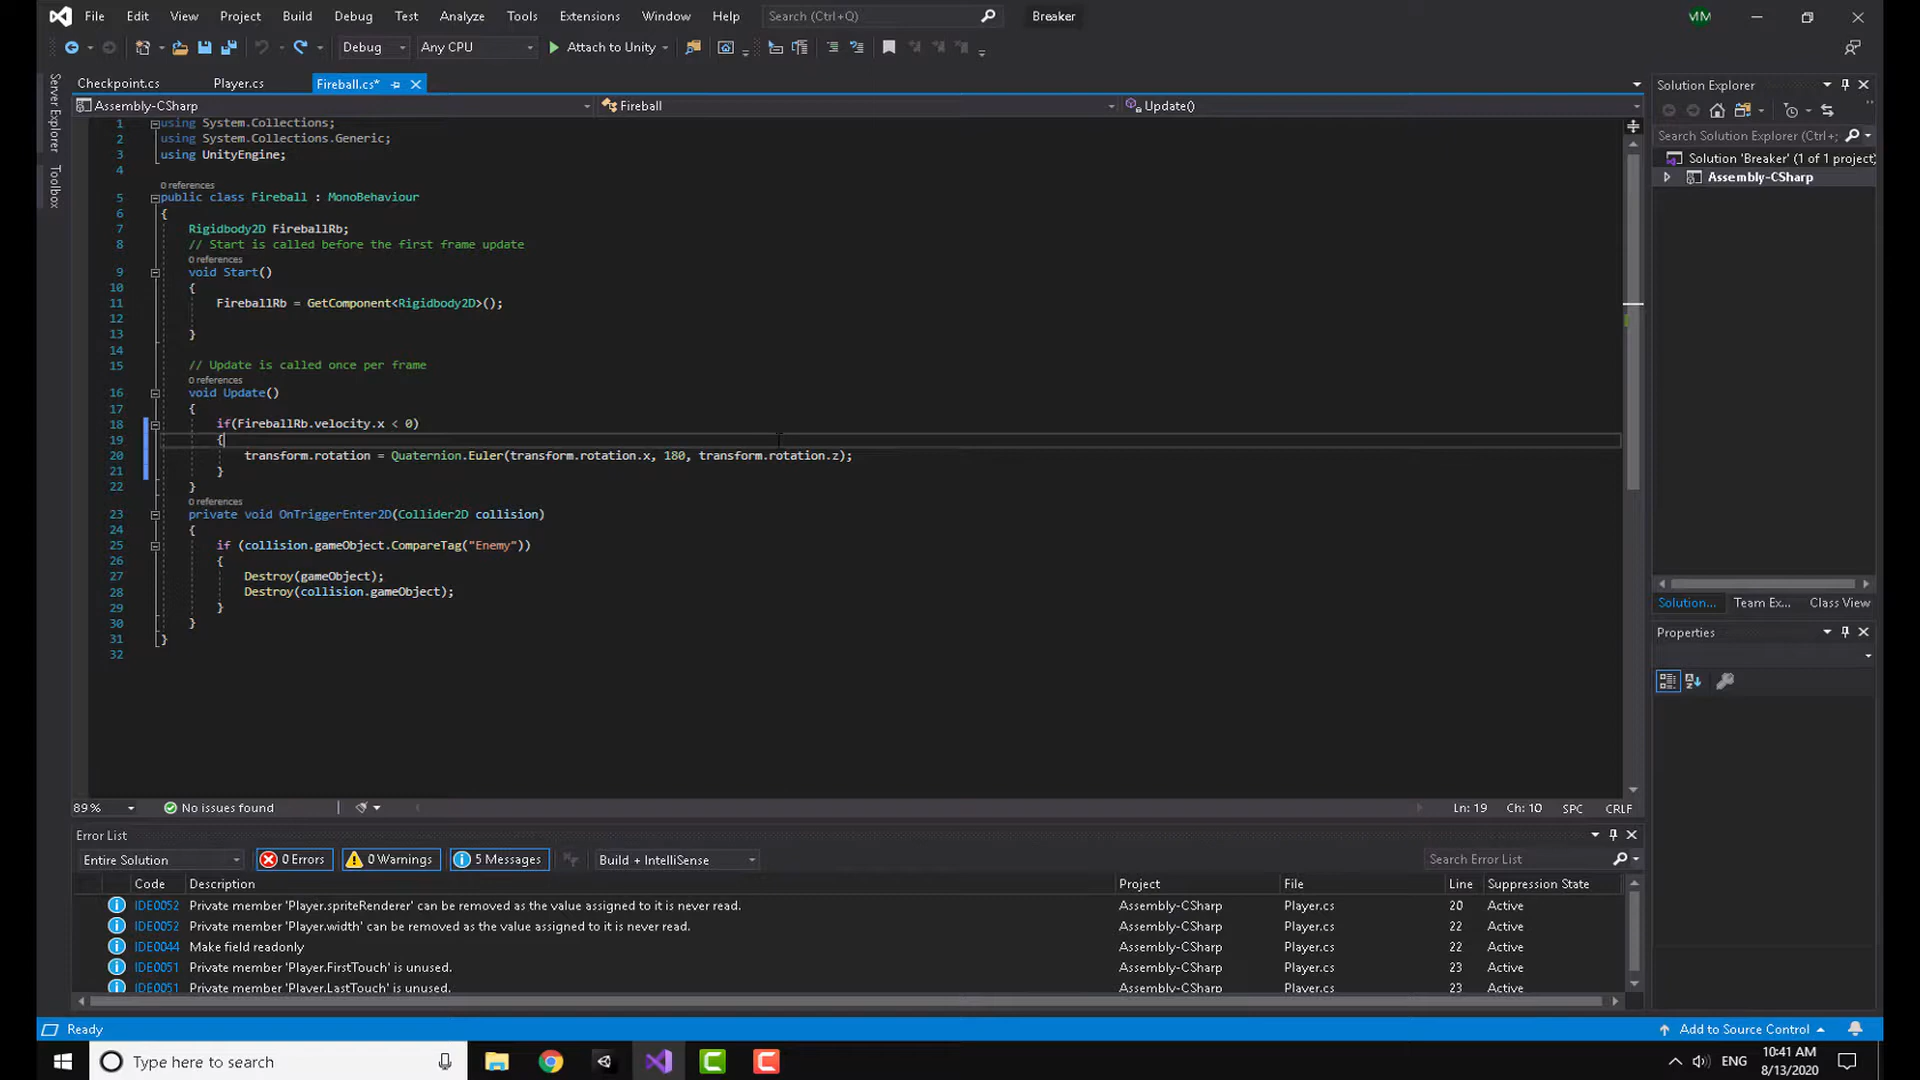 File Edit View Project Build Debug Test Analyze Tools Extensions Window Help Search (Ctrl+Q) Breaker VM
Debug Any CPU Attach to Unity
Checkpoint.cs Player.cs Fireball.cs*
Assembly-CSharp Fireball Update()
Server Explorer
Toolbox
1 using System.Collections;
2 using System.Collections.Generic;
3 using UnityEngine;
4
0 references
5 public class Fireball : MonoBehaviour
6 {
7 Rigidbody2D FireballRb;
8 // Start is called before the first frame update
0 references
9 void Start()
10 {
11 FireballRb = GetComponent<Rigidbody2D>();
12
13 }
14
15 // Update is called once per frame
0 references
16 void Update()
17 {
18 if(FireballRb.velocity.x < 0)
19 {
20 transform.rotation = Quaternion.Euler(transform.rotation.x, 180, transform.rotation.z);
21 }
22 }
0 references
23 private void OnTriggerEnter2D(Collider2D collision)
24 {
25 if (collision.gameObject.CompareTag("Enemy"))
26 {
27 Destroy(gameObject);
28 Destroy(collision.gameObject);
29 }
30 }
31 }
32
89 % No issues found Ln: 19 Ch: 10 SPC CRLF
Solution Explorer
Search Solution Explorer (Ctrl+;
Solution 'Breaker' (1 of 1 project)
Assembly-CSharp
Solution... Team Ex... Class View
Properties
Error List
Entire Solution 0 Errors 0 Warnings 5 Messages Build + IntelliSense Search Error List
Code Description Project File Line Suppression State
IDE0052 Private member 'Player.spriteRenderer' can be removed as the value assigned to it is never read. Assembly-CSharp Player.cs 20 Active
IDE0052 Private member 'Player.width' can be removed as the value assigned to it is never read. Assembly-CSharp Player.cs 22 Active
IDE0044 Make field readonly Assembly-CSharp Player.cs 22 Active
IDE0051 Private member 'Player.FirstTouch' is unused. Assembly-CSharp Player.cs 23 Active
IDE0051 Private member 'Player.LastTouch' is unused. Assembly-CSharp Player.cs 23 Active
Ready Add to Source Control
Type here to search ENG 10:41 AM
8/13/2020